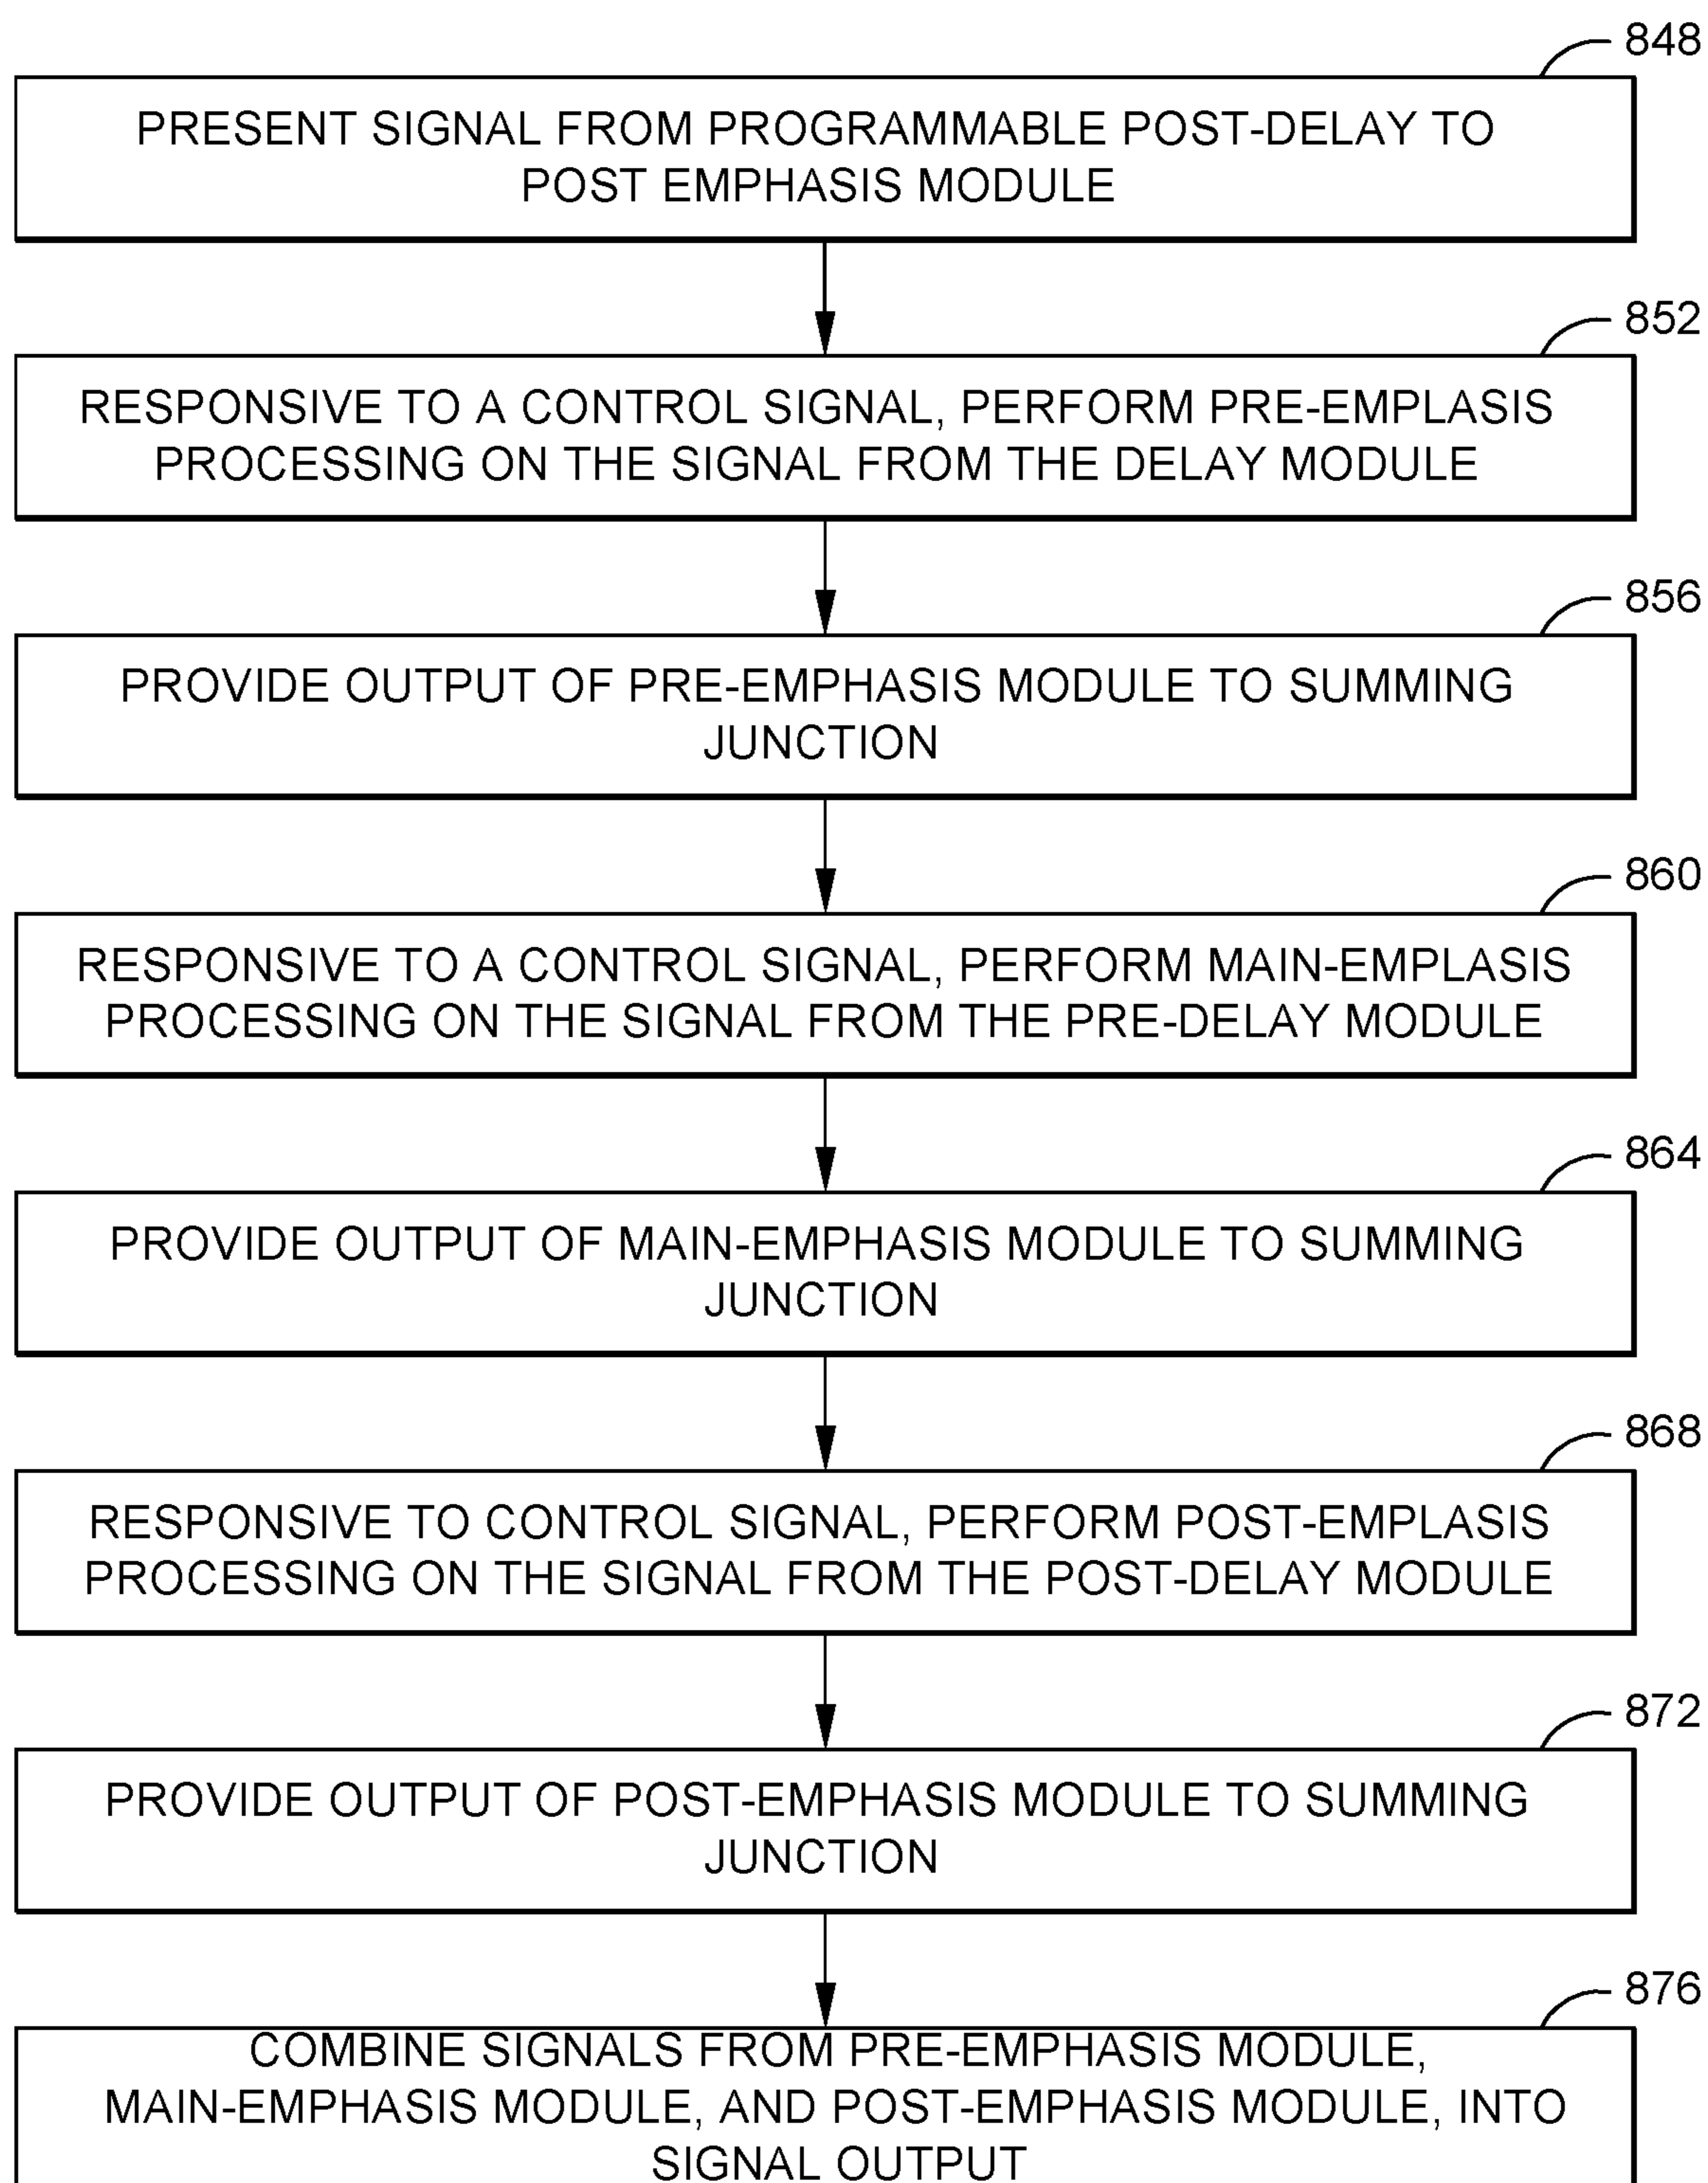 848
PRESENT SIGNAL FROM PROGRAMMABLE POST-DELAY TO
POST EMPHASIS MODULE
852
RESPONSIVE TO A CONTROL SIGNAL, PERFORM PRE-EMPLASIS
PROCESSING ON THE SIGNAL FROM THE DELAY MODULE
856
PROVIDE OUTPUT OF PRE-EMPHASIS MODULE TO SUMMING
JUNCTION
860
RESPONSIVE TO A CONTROL SIGNAL, PERFORM MAIN-EMPLASIS
PROCESSING ON THE SIGNAL FROM THE PRE-DELAY MODULE
864
PROVIDE OUTPUT OF MAIN-EMPHASIS MODULE TO SUMMING
JUNCTION
868
RESPONSIVE TO CONTROL SIGNAL, PERFORM POST-EMPLASIS
PROCESSING ON THE SIGNAL FROM THE POST-DELAY MODULE
872
PROVIDE OUTPUT OF POST-EMPHASIS MODULE TO SUMMING
JUNCTION
876
COMBINE SIGNALS FROM PRE-EMPHASIS MODULE,
MAIN-EMPHASIS MODULE, AND POST-EMPHASIS MODULE, INTO
SIGNAL OUTPUT